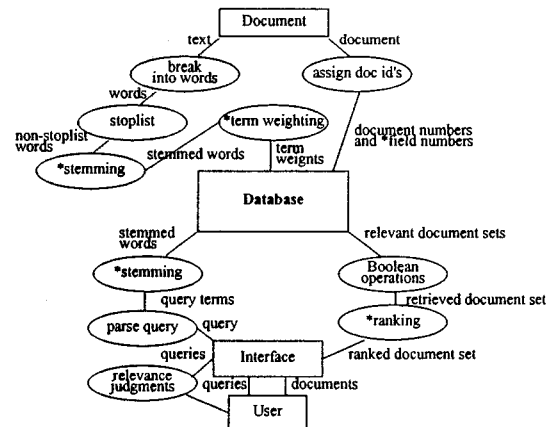 Document
text
document
break
into words
assign doc id's
words
stoplist
*term weighting
document numbers
and *field numbers
non-stoplist
words
stemmed words
term
weignts
*stemming
Database
stemmed
words
relevant document sets
*stemming
Boolean
operations
query terms
retrieved document set
parse query
query
*ranking
queries
Interface
ranked document set
relevance
judgments
queries
documents
User